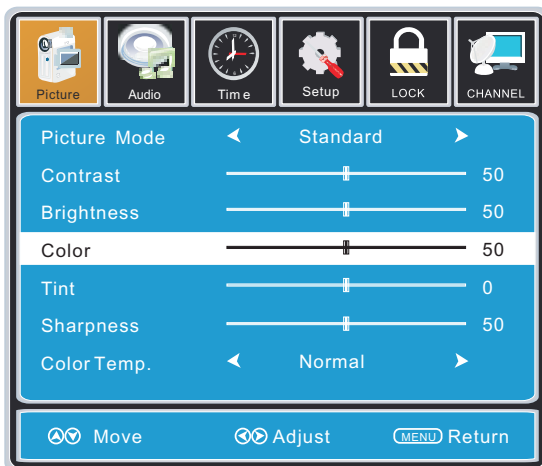 Picture Audio Time Setup LOCK CHANNEL
Picture Mode Standard
Contrast 50
Brightness 50
Color 50
Tint 0
Sharpness 50
Color Temp. Normal
Move Adjust MENU Return